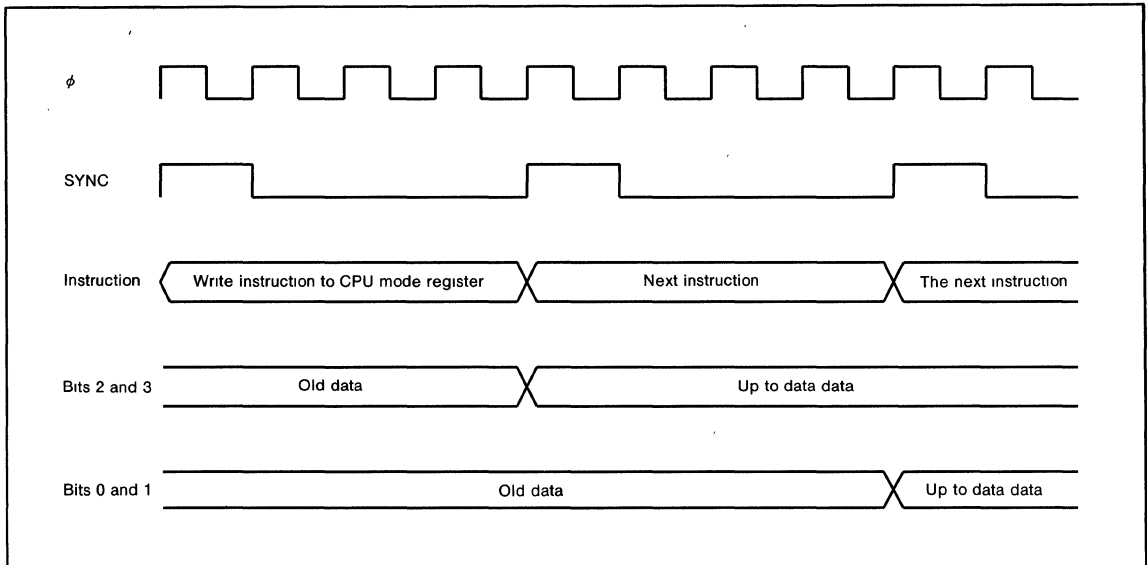 ϕ
SYNC
Instruction
Write instruction to CPU mode register
Next instruction
The next instruction
Bits 2 and 3
Old data
Up to data data
Bits 0 and 1
Old data
Up to data data